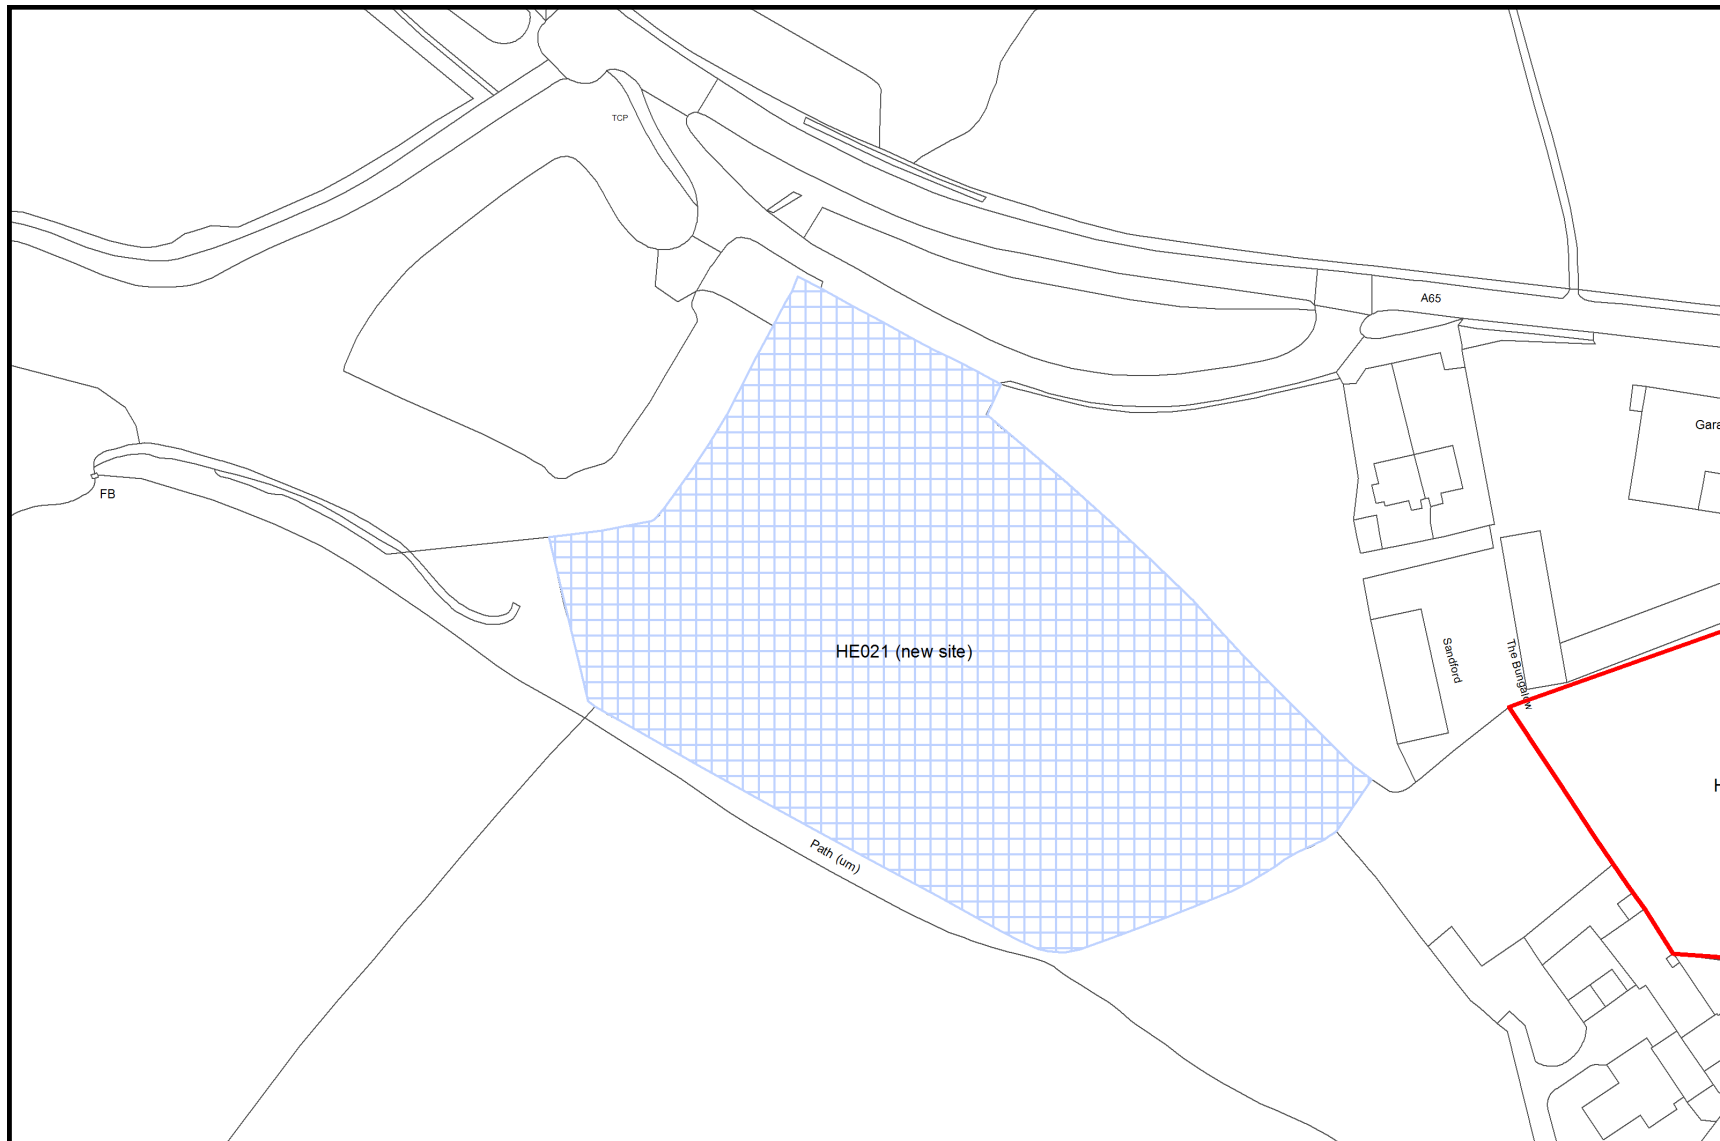 TCP
A65
Gara
FB
HE021 (new site)
Sandford
The Bungalow
H
Path (um)